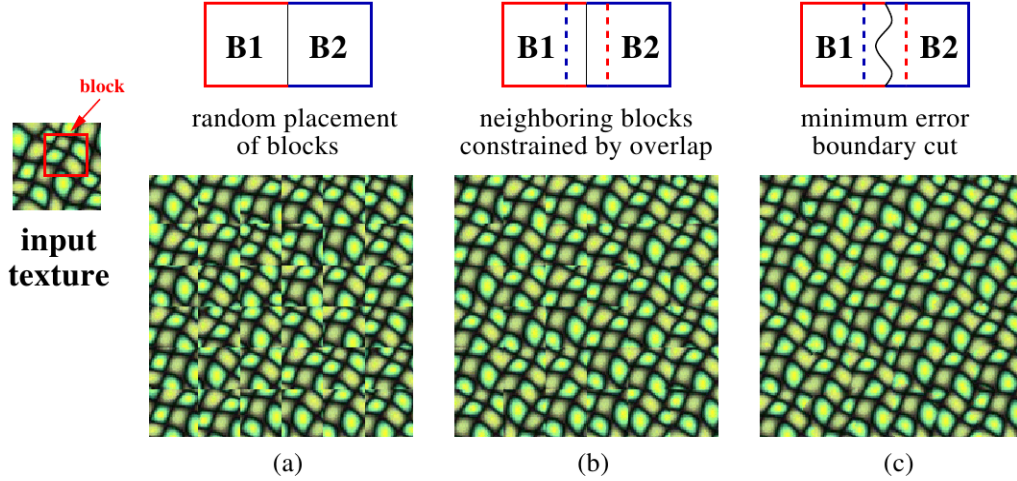 block
input
texture
B1 B2
random placement
of blocks
(a)
B1 B2
neighboring blocks
constrained by overlap
(b)
B1 B2
minimum error
boundary cut
(c)